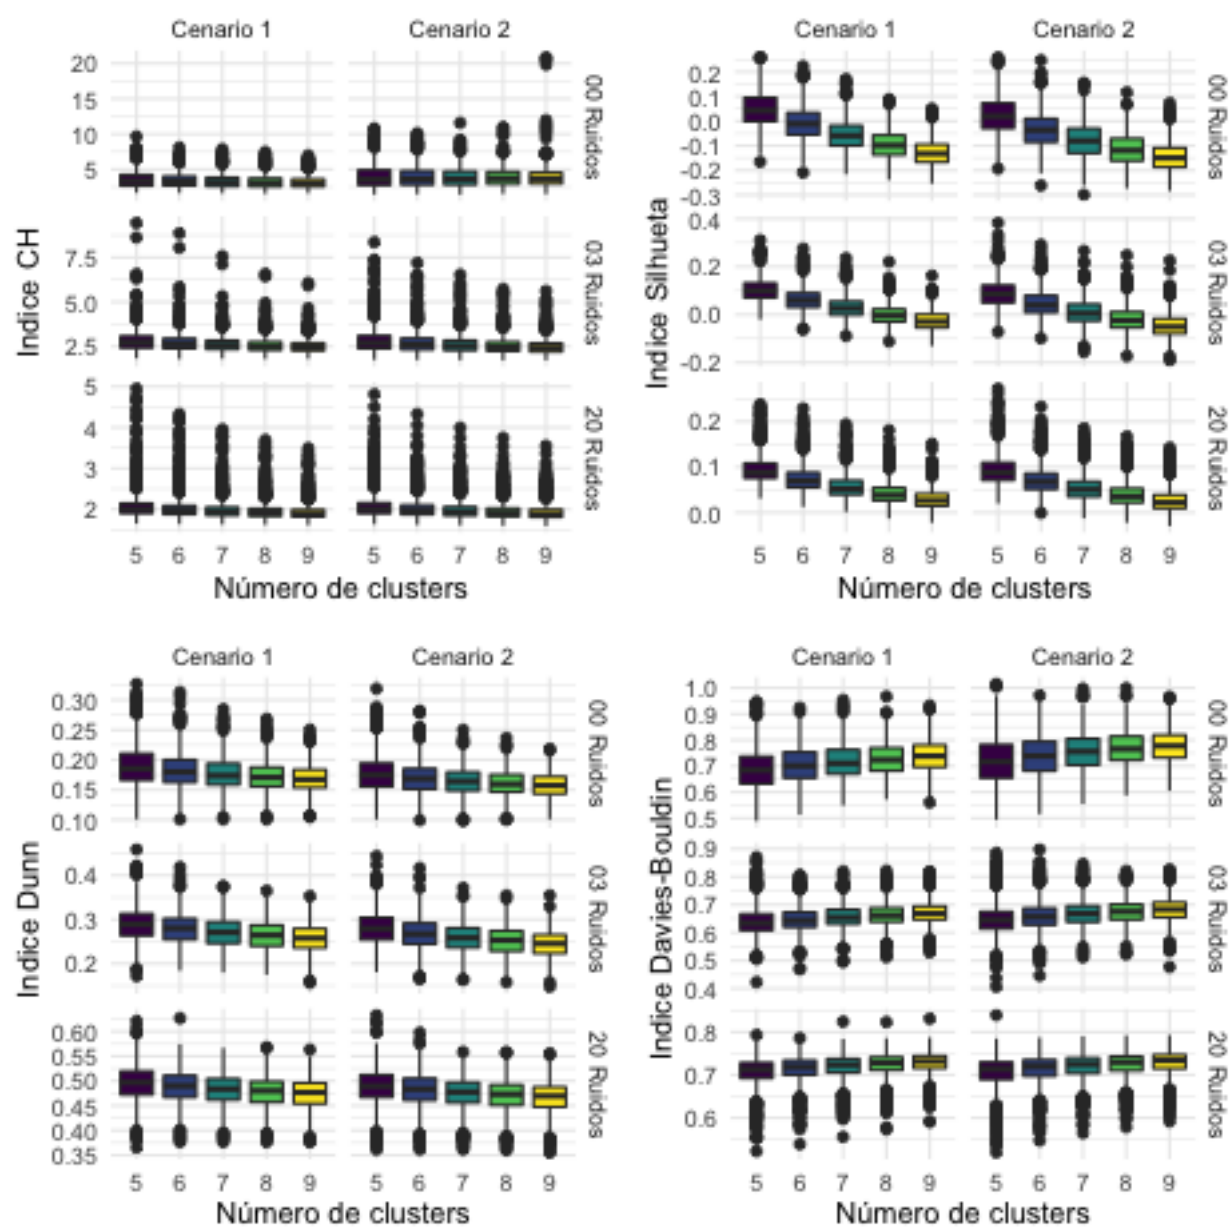 Cenario 1
Cenario 2
20
15
10
5
00 Ruidos
7.5
5.0
2.5
03 Ruidos
5
4
3
2
20 Ruidos
Indice CH
5 6 7 8 9
5 6 7 8 9
Número de clusters
Cenario 1
Cenario 2
0.2
0.1
0.0
-0.1
-0.2
-0.3
00 Ruidos
0.4
0.2
0.0
-0.2
03 Ruidos
0.2
0.1
0.0
20 Ruidos
Indice Silhueta
5 6 7 8 9
5 6 7 8 9
Número de clusters
Cenario 1
Cenario 2
0.30
0.25
0.20
0.15
0.10
00 Ruidos
0.4
0.3
0.2
03 Ruidos
0.60
0.55
0.50
0.45
0.40
0.35
20 Ruidos
Indice Dunn
5 6 7 8 9
5 6 7 8 9
Número de clusters
Cenario 1
Cenario 2
1.0
0.9
0.8
0.7
0.6
0.5
00 Ruidos
0.9
0.8
0.7
0.6
0.5
0.4
03 Ruidos
0.8
0.7
0.6
20 Ruidos
Indice Davies-Bouldin
5 6 7 8 9
5 6 7 8 9
Número de clusters